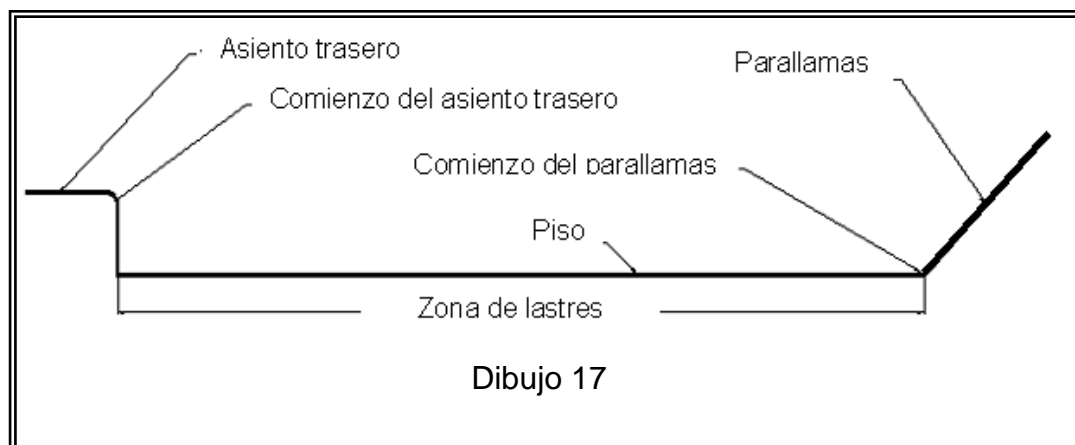 Asiento trasero
Parallamas
Comienzo del asiento trasero
Comienzo del parallamas
Piso
Zona de lastres
Dibujo 17